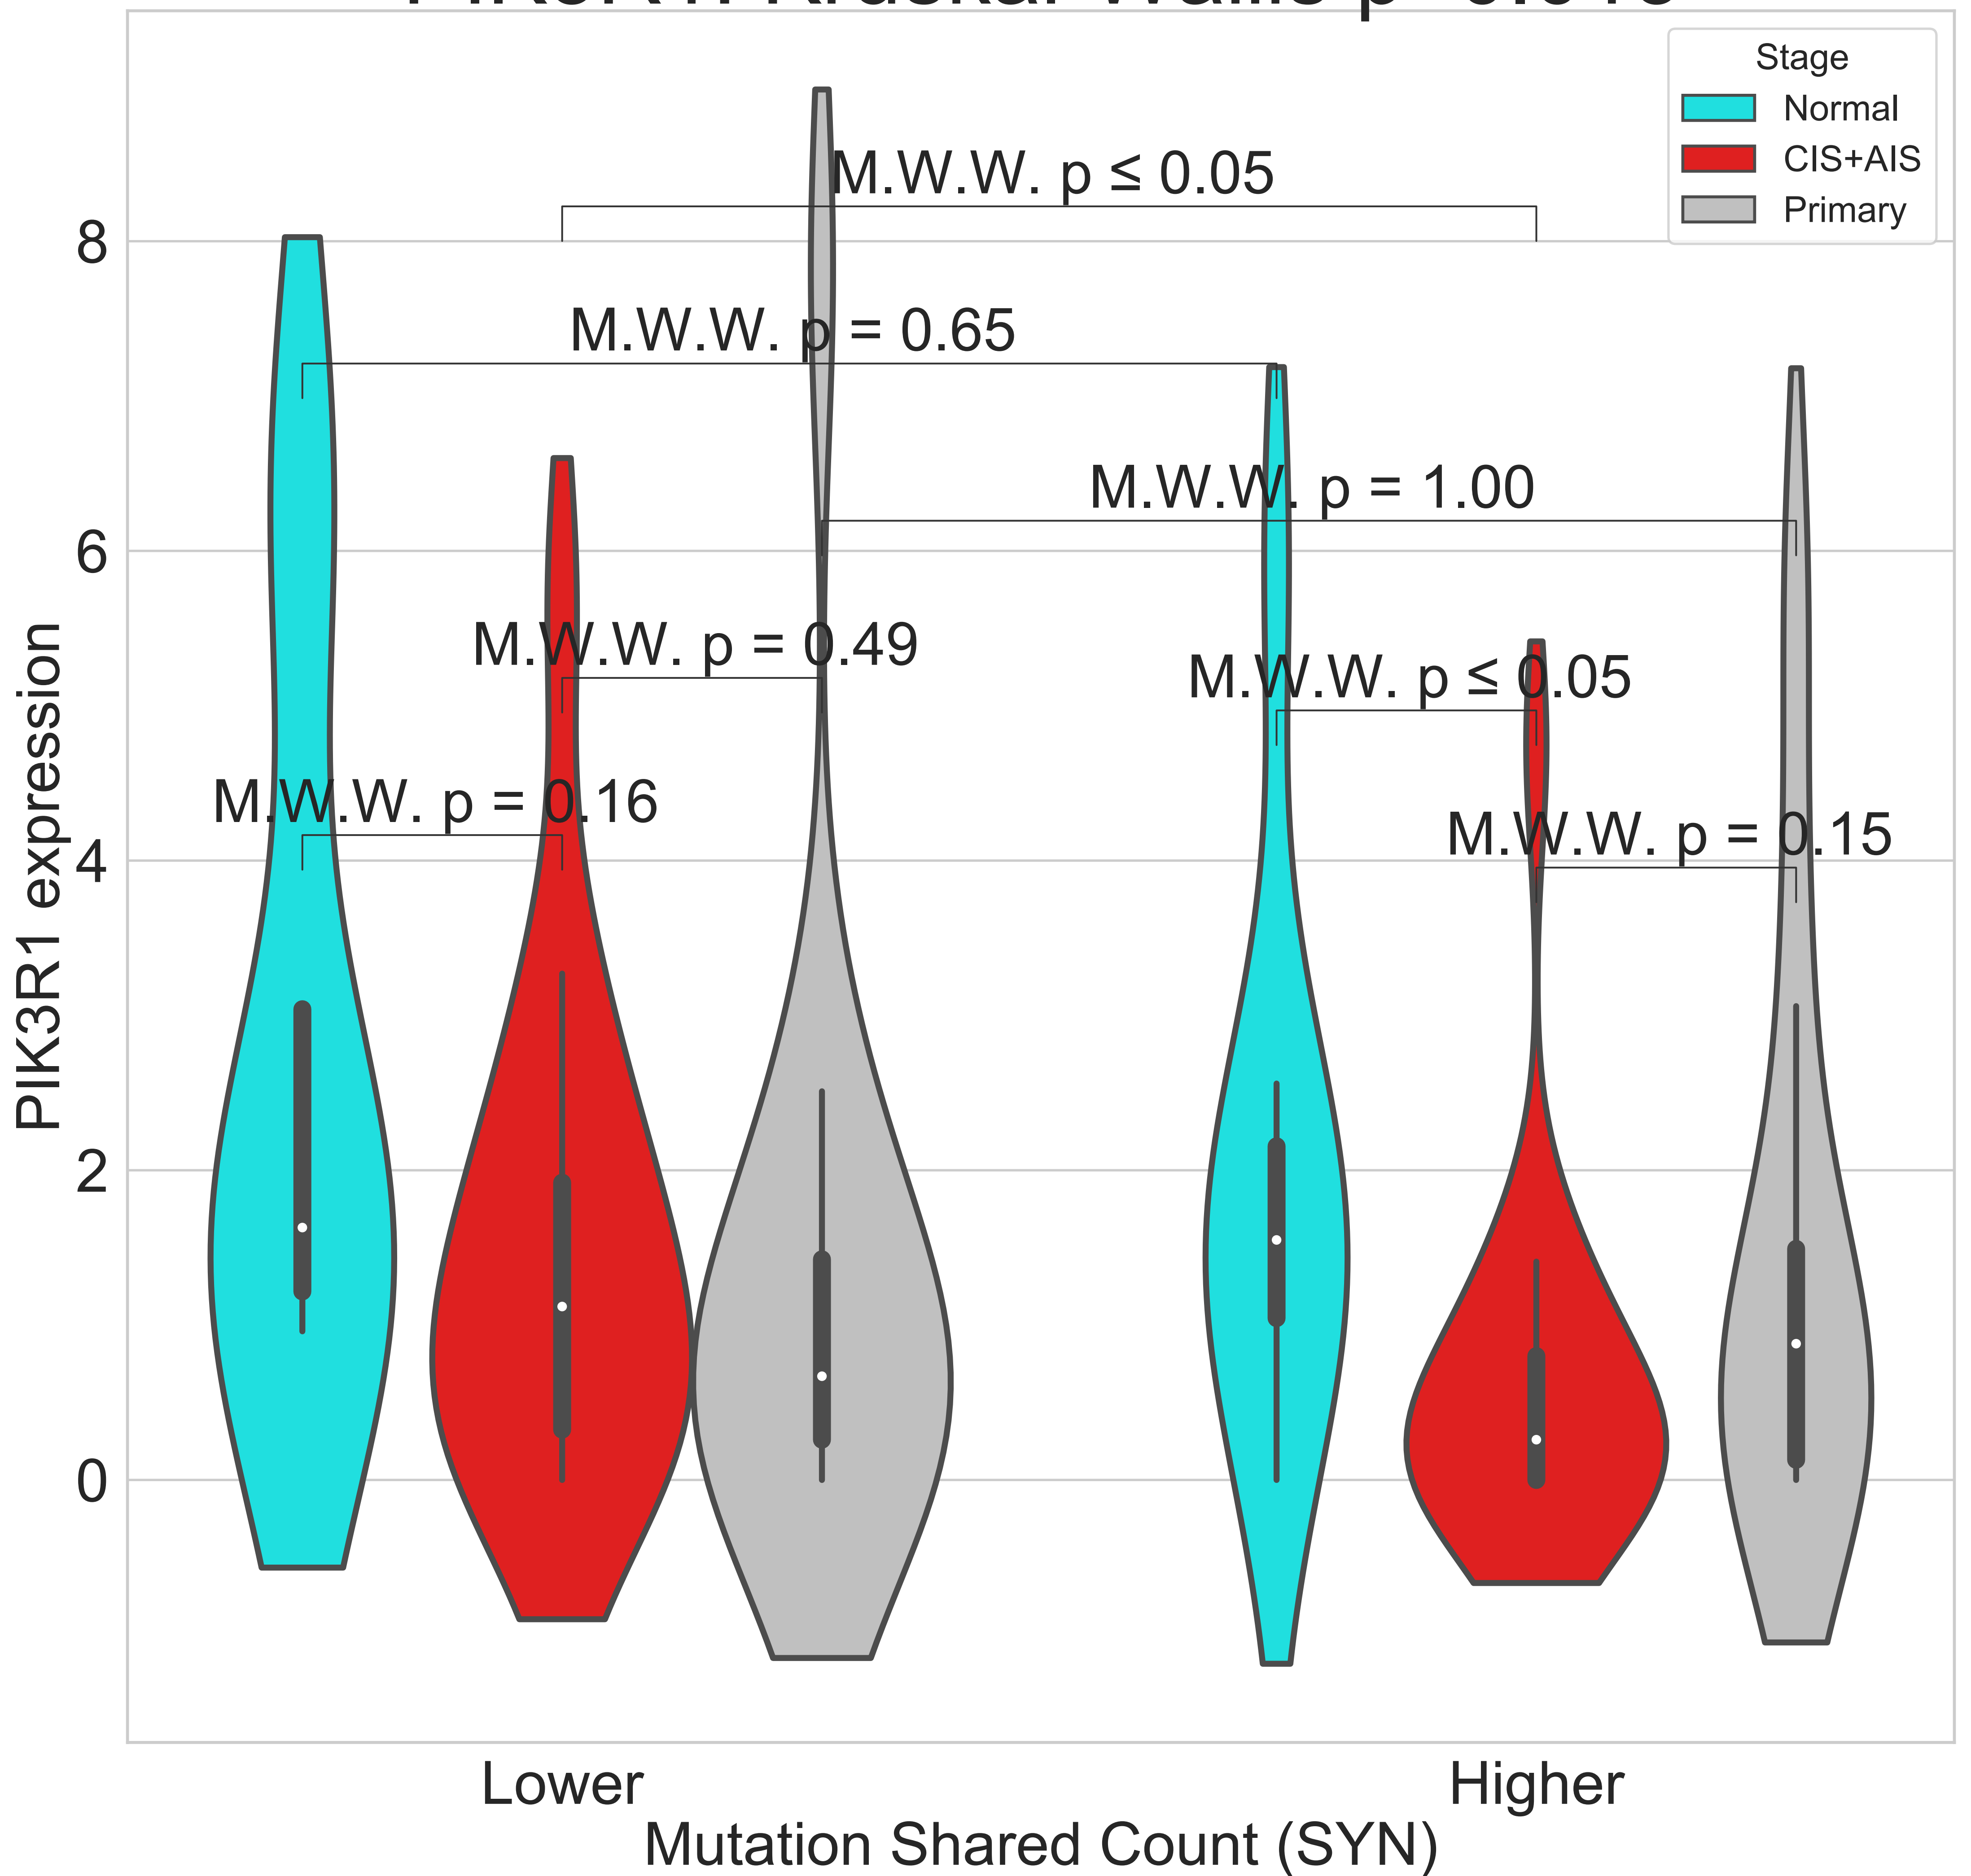 Stage
Normal
CIS+AIS
Primary
M.W.W. p ≤ 0.05
8
M.W.W. p = 0.65
M.W.W. p = 1.00
6
M.W.W. p = 0.49
M.W.W. p ≤ 0.05
M.W.W. p = 0.16
M.W.W. p = 0.15
4
PIK3R1 expression
2
0
Lower
Higher
Mutation Shared Count (SYN)